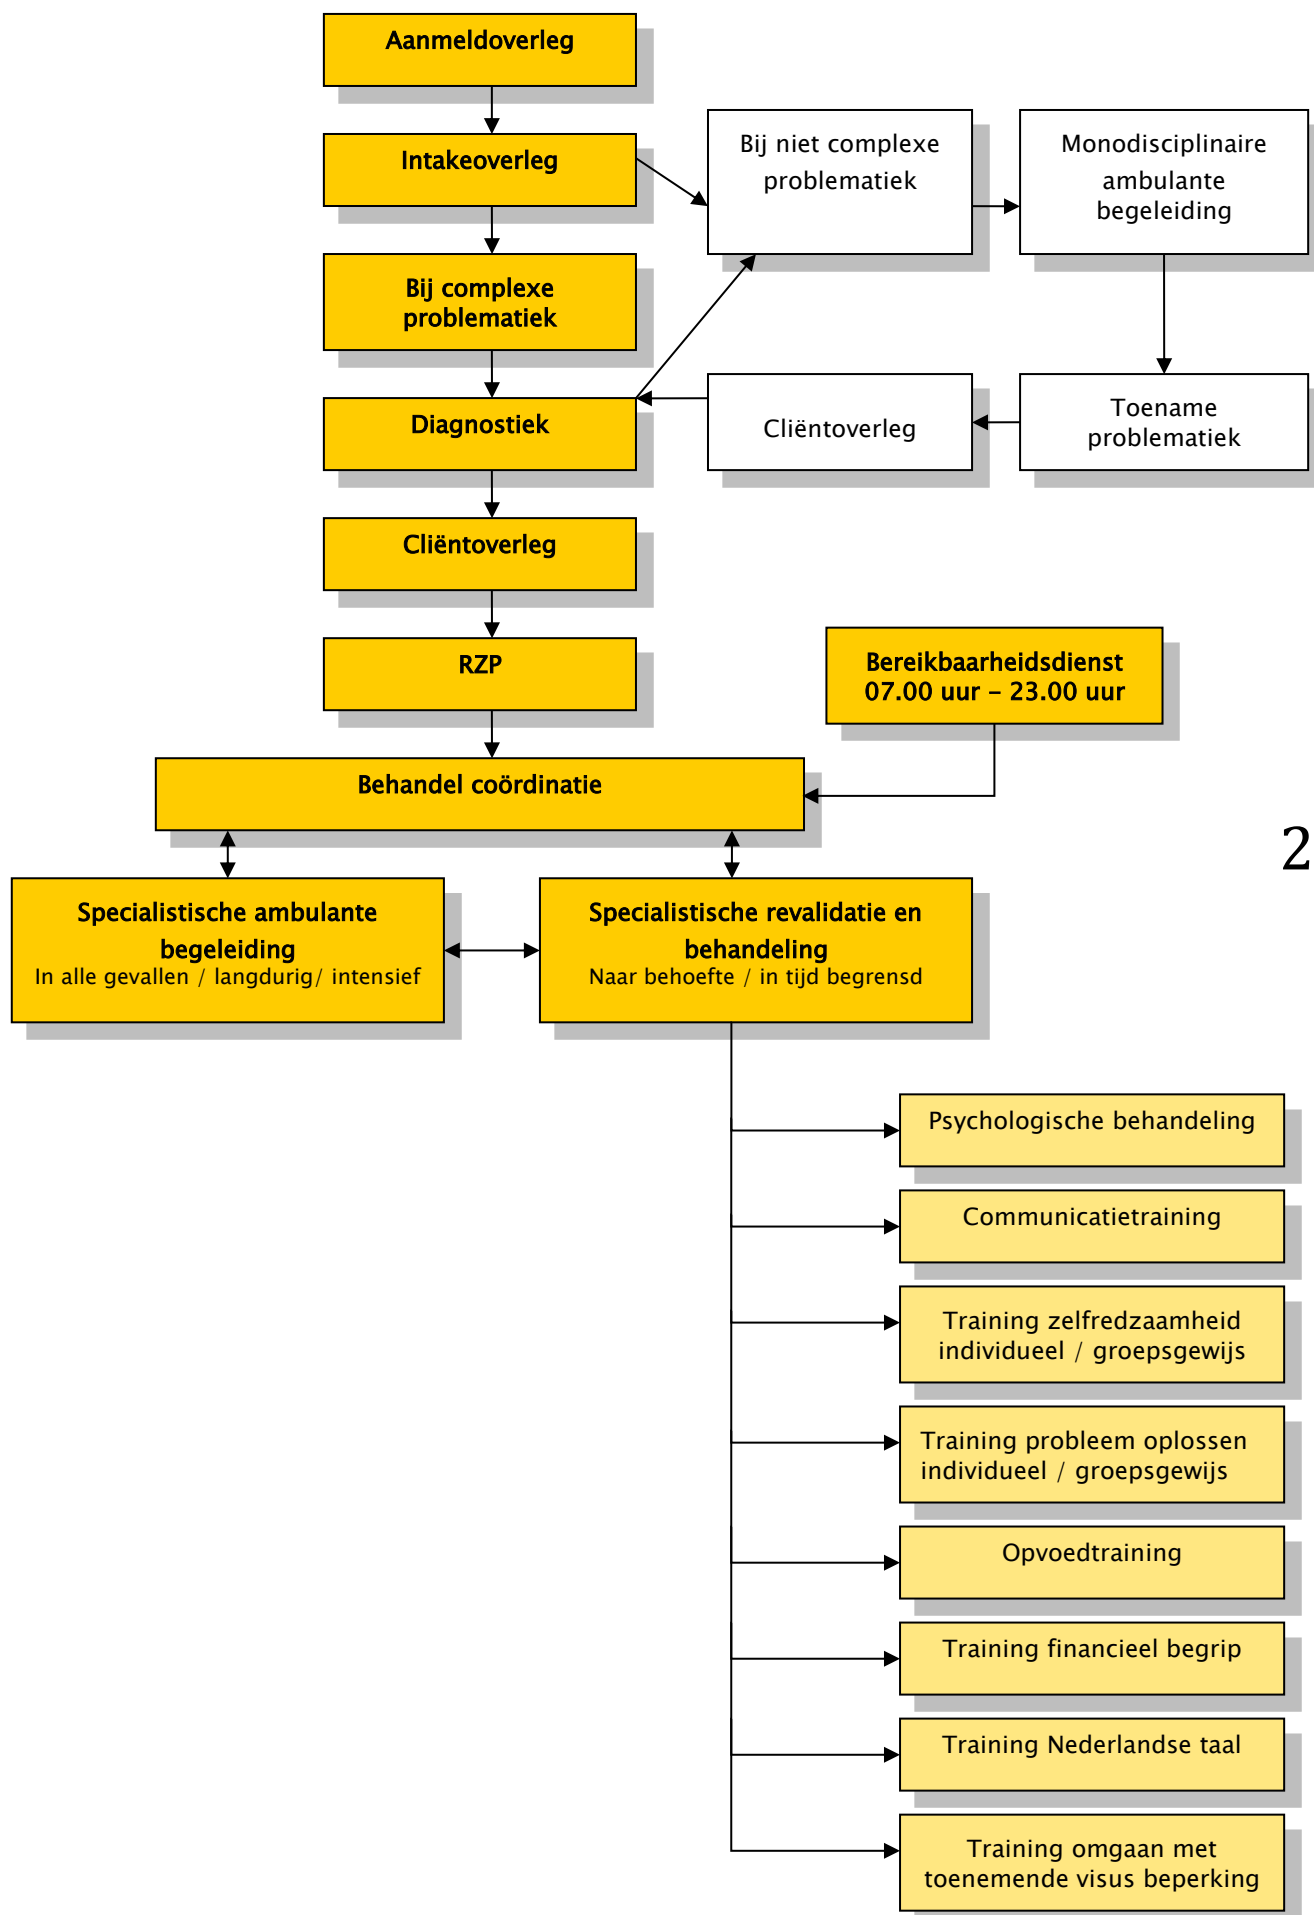 Aanmeldoverleg
Intakeoverleg
Bij niet complexe
problematiek
Monodisciplinaire
ambulante
begeleiding
Bij complexe
problematiek
Diagnostiek
Cliëntoverleg
Toename
problematiek
Cliëntoverleg
RZP
Bereikbaarheidsdienst
07.00 uur – 23.00 uur
Behandel coördinatie
2
Specialistische ambulante
begeleiding
In alle gevallen / langdurig/ intensief
Specialistische revalidatie en
behandeling
Naar behoefte / in tijd begrensd
Psychologische behandeling
Communicatietraining
Training zelfredzaamheid
individueel / groepsgewijs
Training probleem oplossen
individueel / groepsgewijs
Opvoedtraining
Training financieel begrip
Training Nederlandse taal
Training omgaan met
toenemende visus beperking